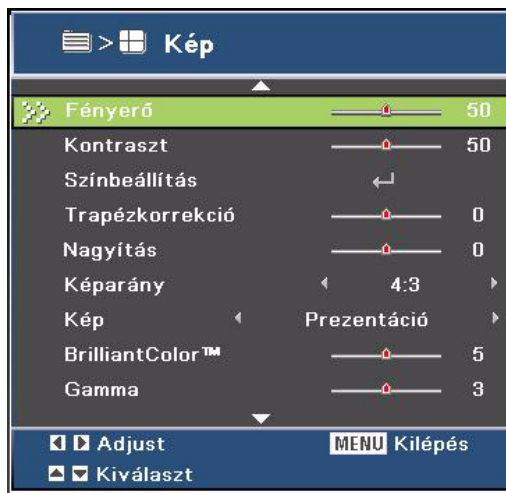 > Kép
Fényerő 50
Kontraszt 50
Színbeállítás
Trapézkorrekció 0
Nagyítás 0
Képarány 4:3
Kép Prezentáció
BrilliantColor™ 5
Gamma 3
Adjust MENU Kilépés
Kiválaszt